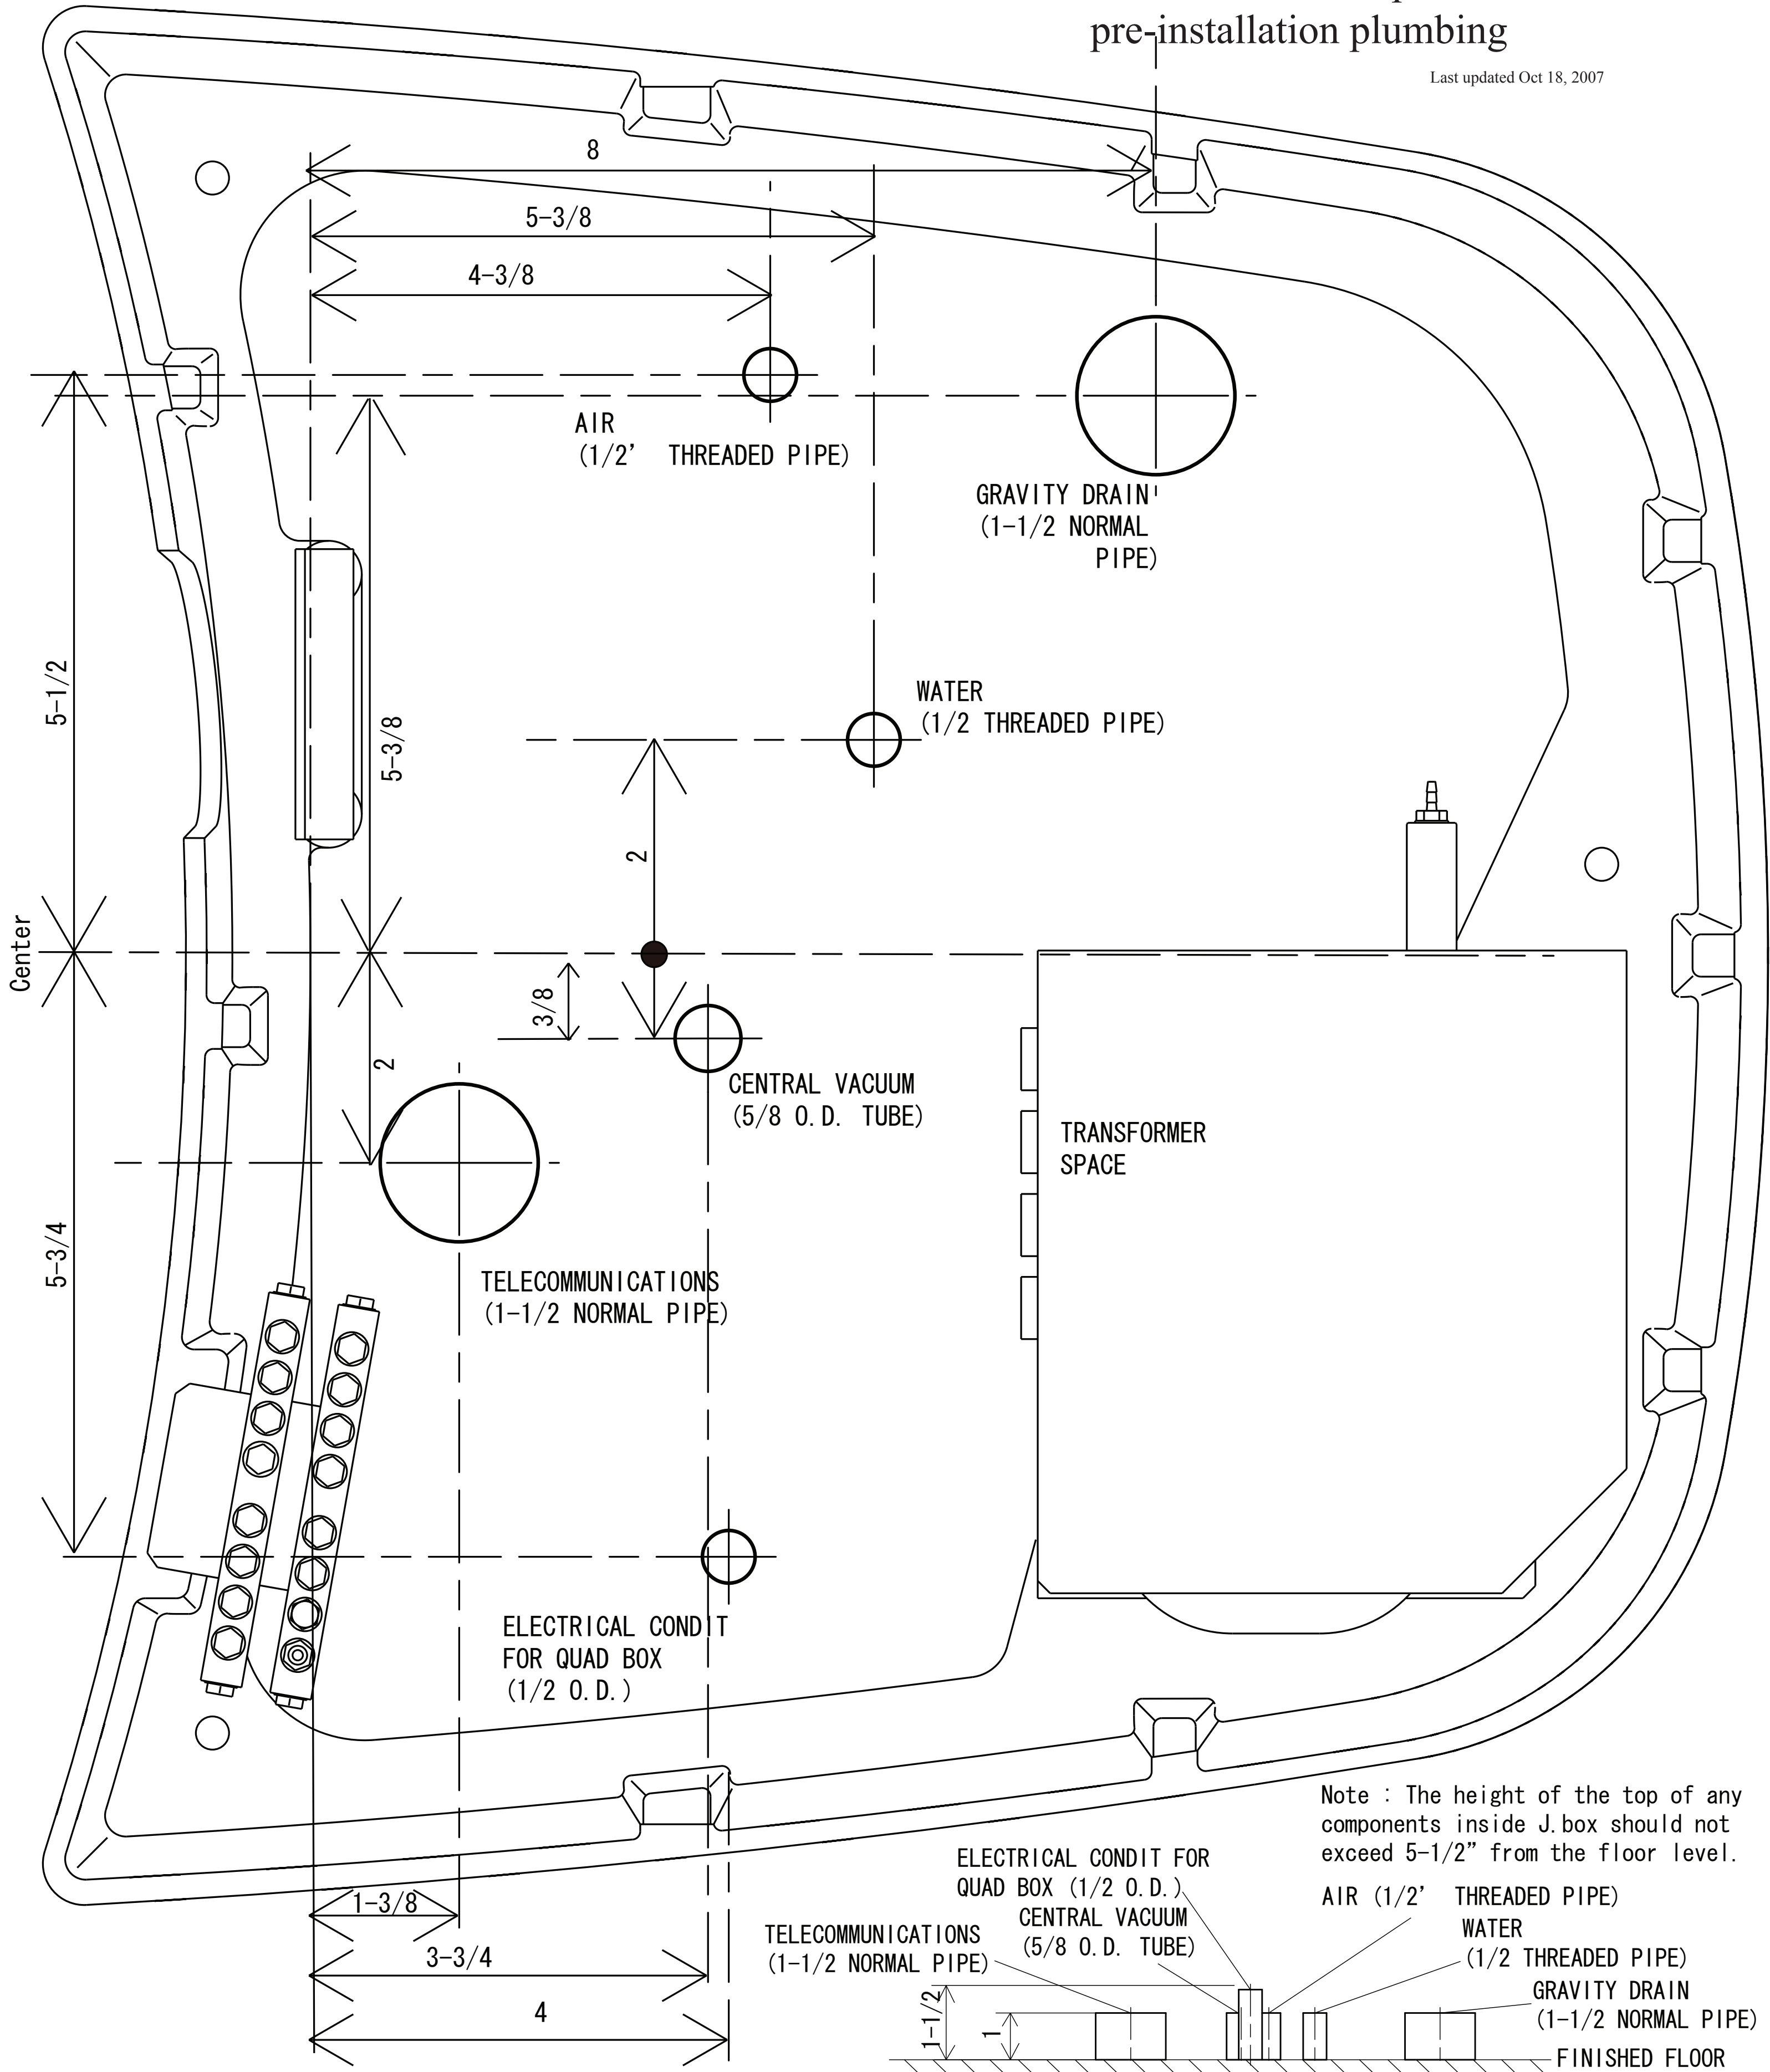 pre-installation plumbing
Last updated Oct 18, 2007
8
5-3/8
4-3/8
AIR
(1/2’ THREADED PIPE)
GRAVITY DRAIN
(1-1/2 NORMAL
PIPE)
5-1/2
5-3/8
WATER
(1/2 THREADED PIPE)
2
Center
3/8
2
CENTRAL VACUUM
(5/8 O.D. TUBE)
TRANSFORMER
SPACE
5-3/4
TELECOMMUNICATIONS
(1-1/2 NORMAL PIPE)
ELECTRICAL CONDIT
FOR QUAD BOX
(1/2 O.D.)
1-3/8
3-3/4
4
Note : The height of the top of any
components inside J.box should not
exceed 5-1/2” from the floor level.
ELECTRICAL CONDIT FOR
QUAD BOX (1/2 O.D.)
CENTRAL VACUUM
(5/8 O.D. TUBE)
TELECOMMUNICATIONS
(1-1/2 NORMAL PIPE)
AIR (1/2’ THREADED PIPE)
WATER
(1/2 THREADED PIPE)
GRAVITY DRAIN
(1-1/2 NORMAL PIPE)
1-1/2
1
FINISHED FLOOR